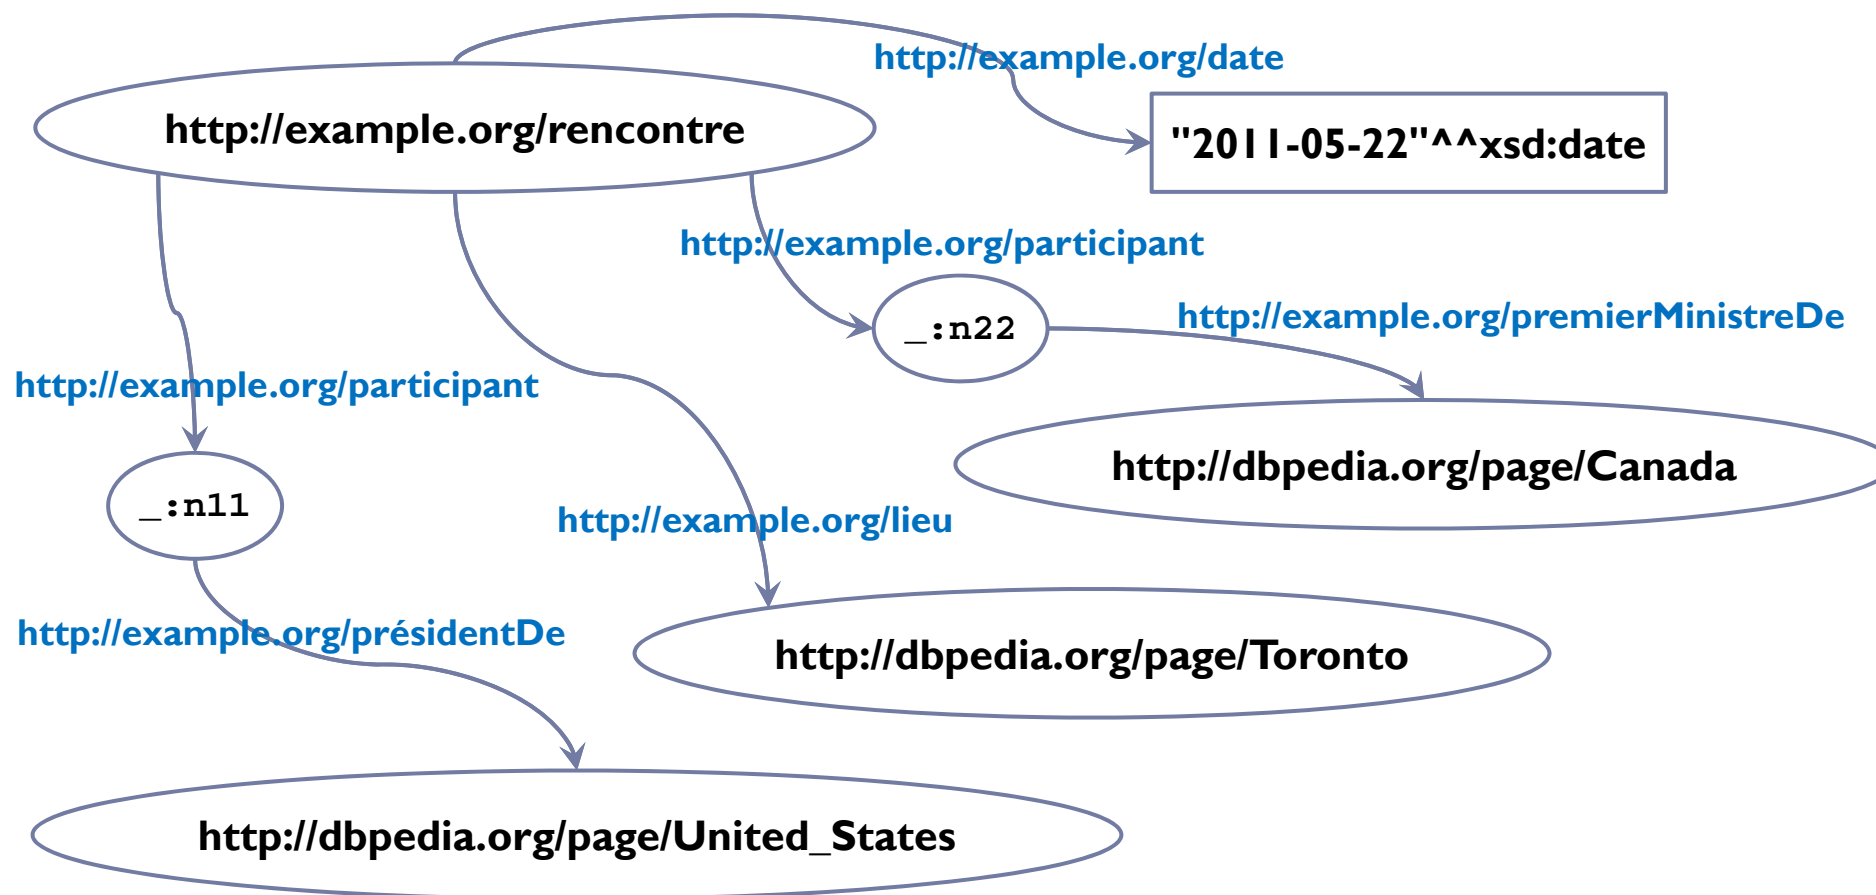 http://example.org/date
http://example.org/rencontre
"2011-05-22"^^xsd:date
http://example.org/participant
_:n22
http://example.org/premierMinistreDe
http://example.org/participant
http://dbpedia.org/page/Canada
_:n11
http://example.org/lieu
http://example.org/présidentDe
http://dbpedia.org/page/Toronto
http://dbpedia.org/page/United_States